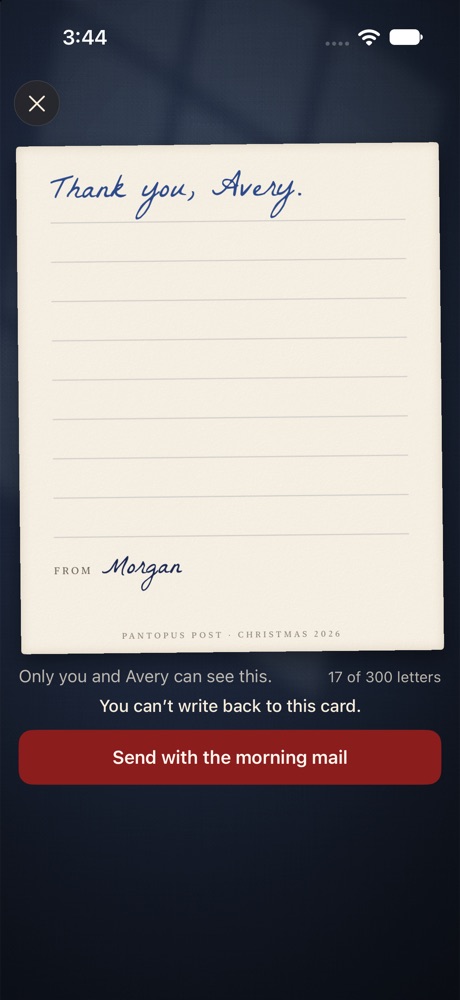 3:44
Thank you, Avery.
FROM Morgan
PANTOPUS POST · CHRISTMAS 2026
Only you and Avery can see this. 17 of 300 letters
You can’t write back to this card.
Send with the morning mail